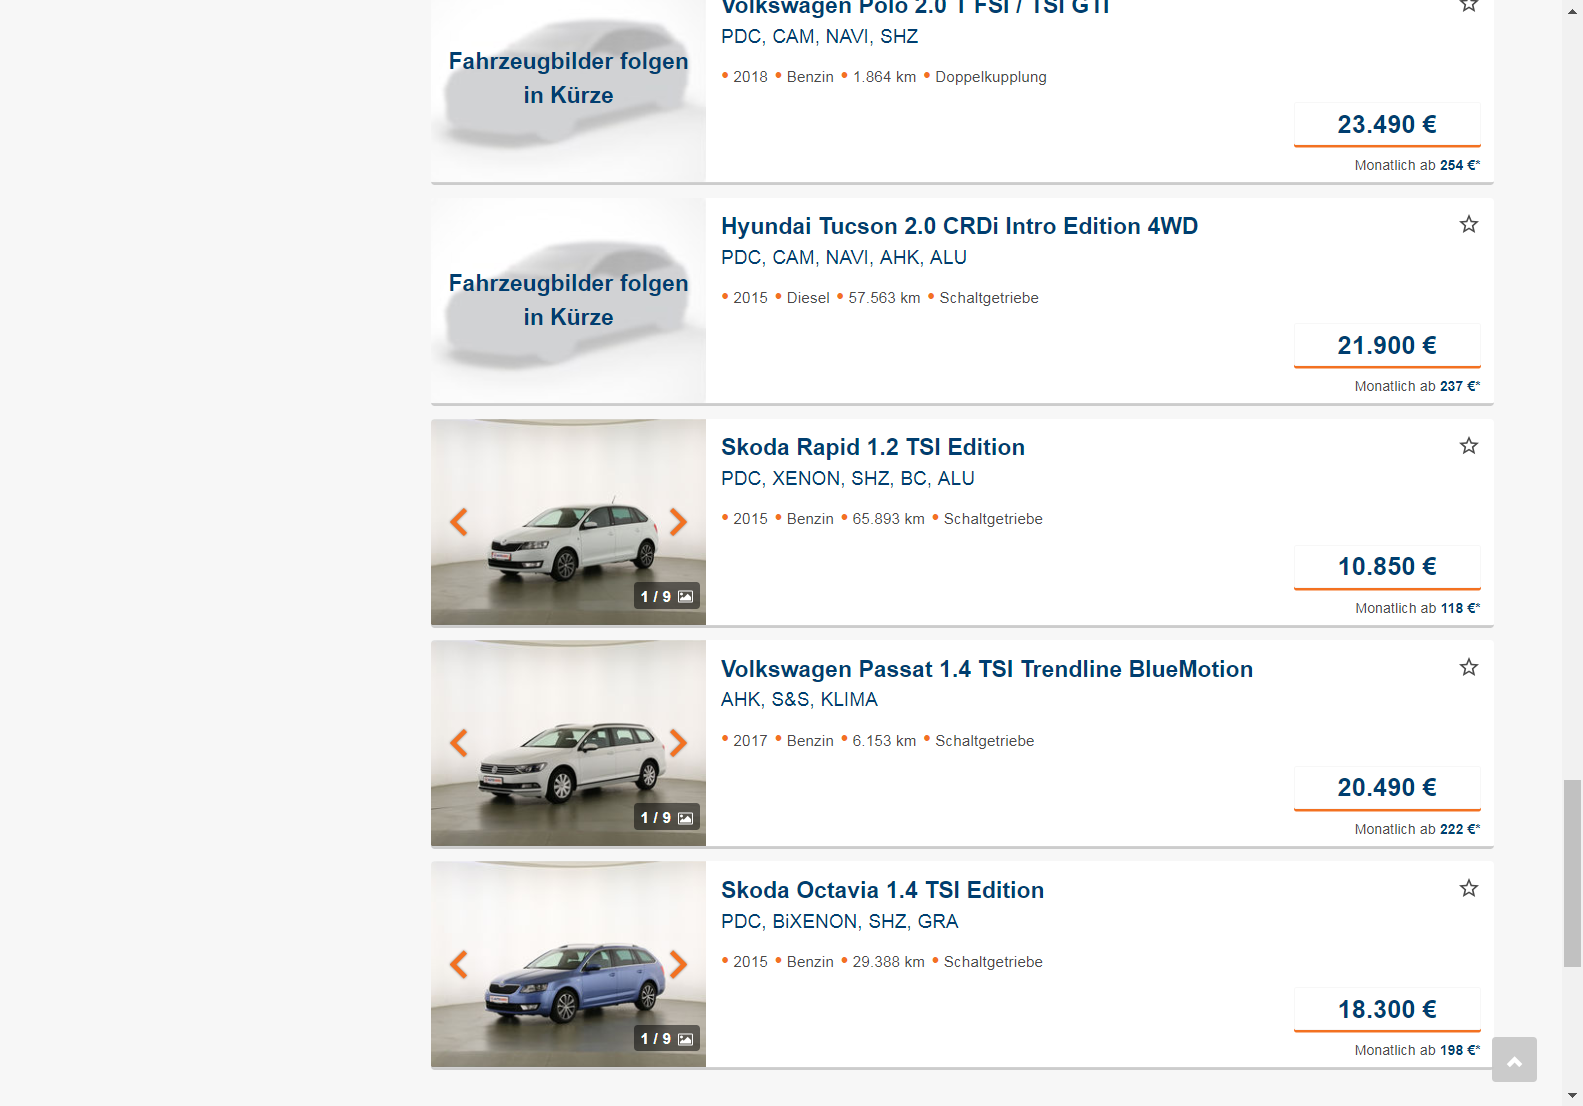 Volkswagen Polo 2.0 T FSI / TSI GTI
PDC, CAM, NAVI, SHZ
Fahrzeugbilder folgen
in Kürze
• 2018 • Benzin • 1.864 km • Doppelkupplung
23.490 €
Monatlich ab 254 €*
Hyundai Tucson 2.0 CRDi Intro Edition 4WD
PDC, CAM, NAVI, AHK, ALU
Fahrzeugbilder folgen
in Kürze
• 2015 • Diesel • 57.563 km • Schaltgetriebe
21.900 €
Monatlich ab 237 €*
Skoda Rapid 1.2 TSI Edition
PDC, XENON, SHZ, BC, ALU
• 2015 • Benzin • 65.893 km • Schaltgetriebe
10.850 €
1 / 9
Monatlich ab 118 €*
Volkswagen Passat 1.4 TSI Trendline BlueMotion
AHK, S&S, KLIMA
• 2017 • Benzin • 6.153 km • Schaltgetriebe
20.490 €
1 / 9
Monatlich ab 222 €*
Skoda Octavia 1.4 TSI Edition
PDC, BiXENON, SHZ, GRA
• 2015 • Benzin • 29.388 km • Schaltgetriebe
18.300 €
1 / 9
Monatlich ab 198 €*